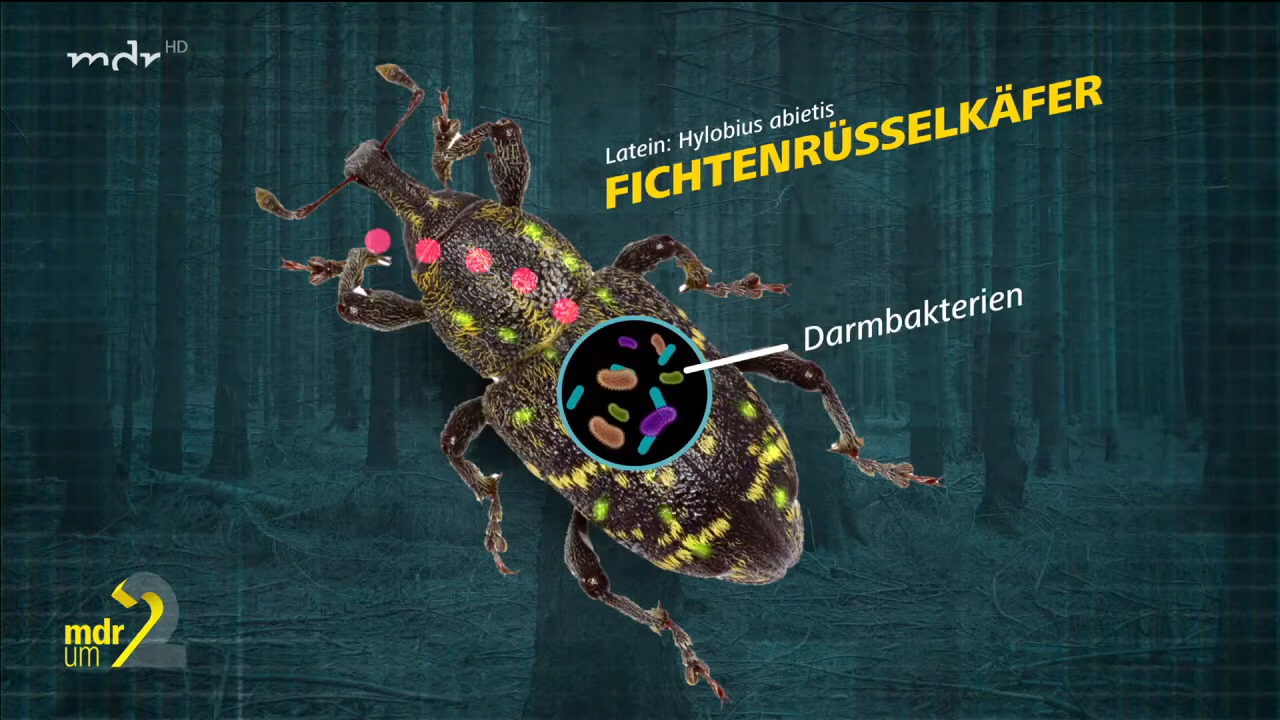 mdr HD
Latein: Hylobius abietis
FICHTENRÜSSELKÄFER
Darmbakterien
mdr
um 2